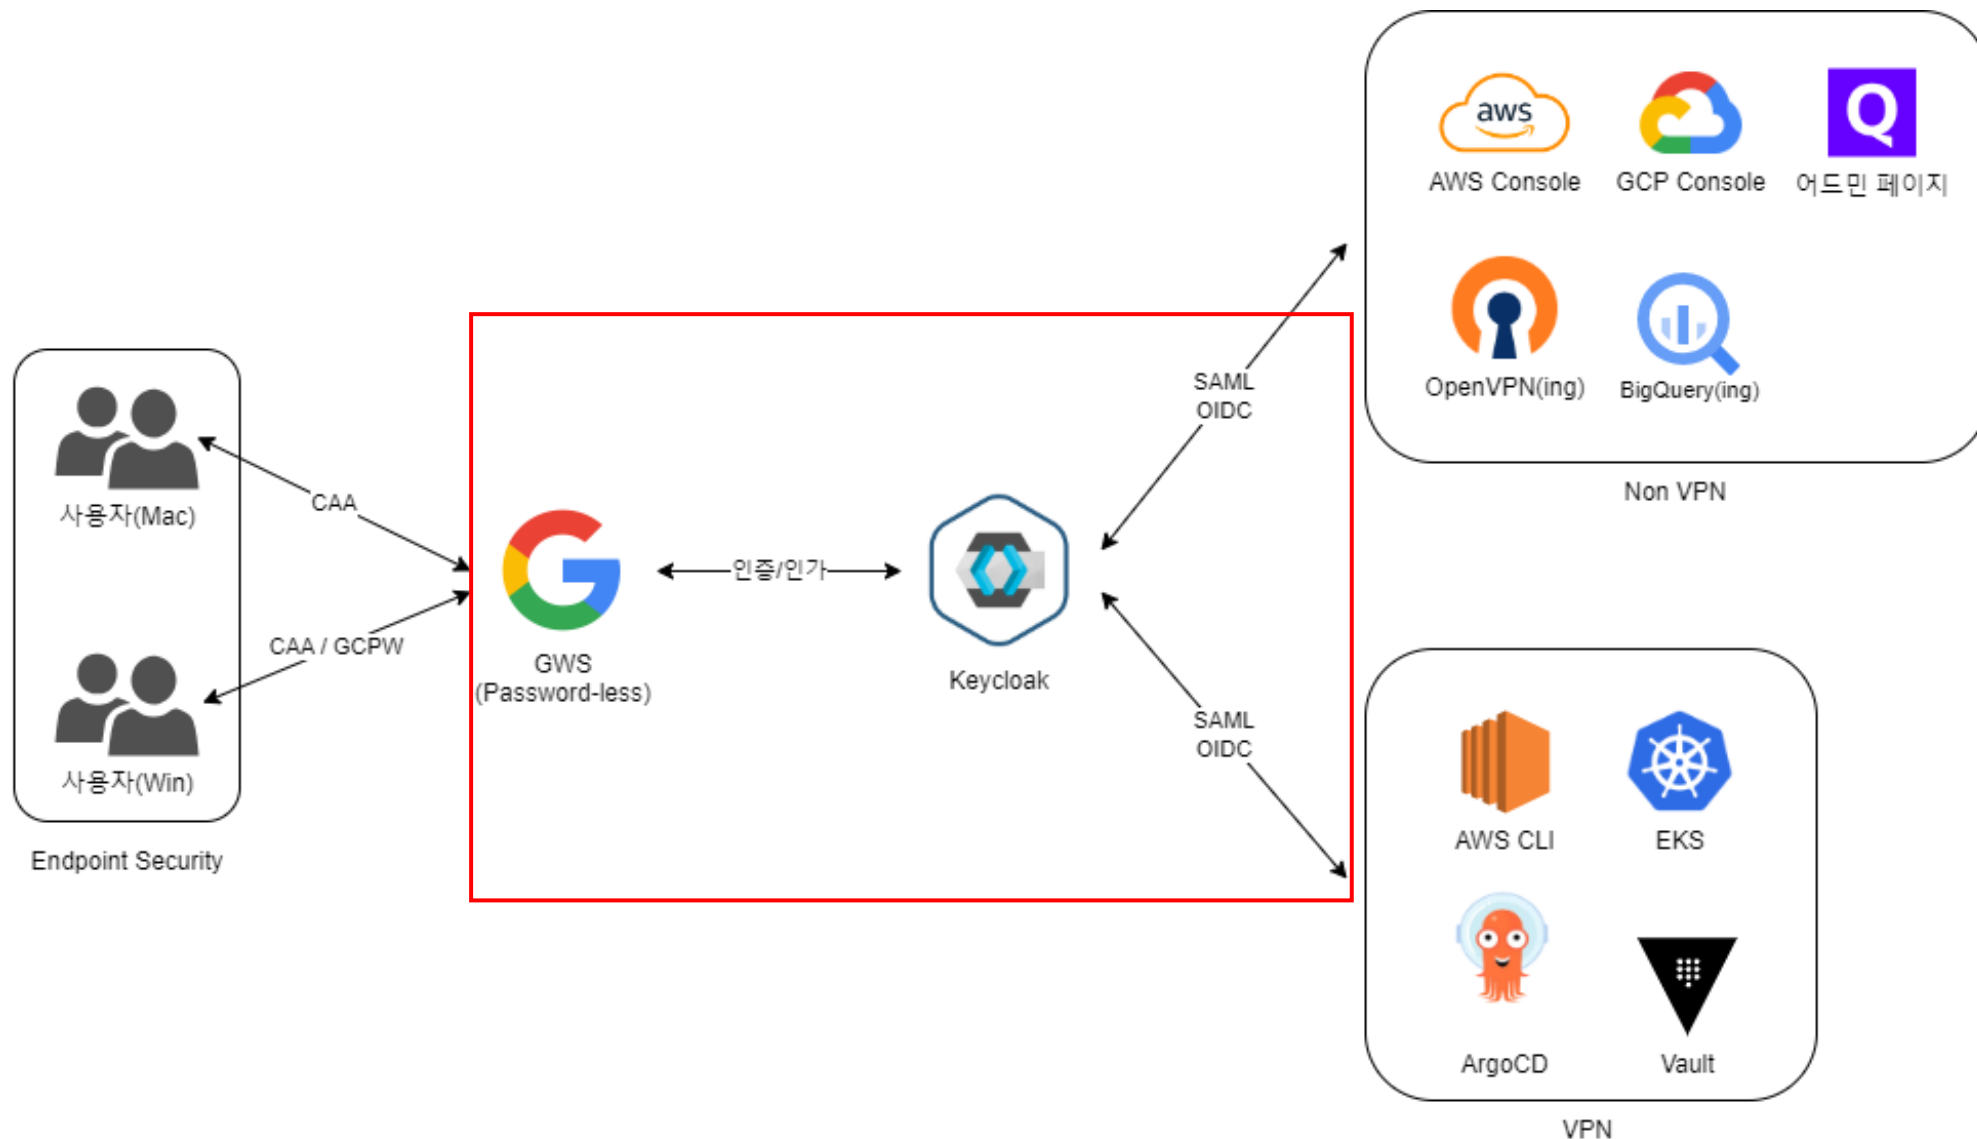 사용자(Mac)
사용자(Win)
Endpoint Security
CAA
CAA / GCPW
GWS
(Password-less)
인증/인가
Keycloak
SAML
OIDC
SAML
OIDC
aws
AWS Console
GCP Console
Q
어드민 페이지
OpenVPN(ing)
BigQuery(ing)
Non VPN
AWS CLI
EKS
ArgoCD
Vault
VPN